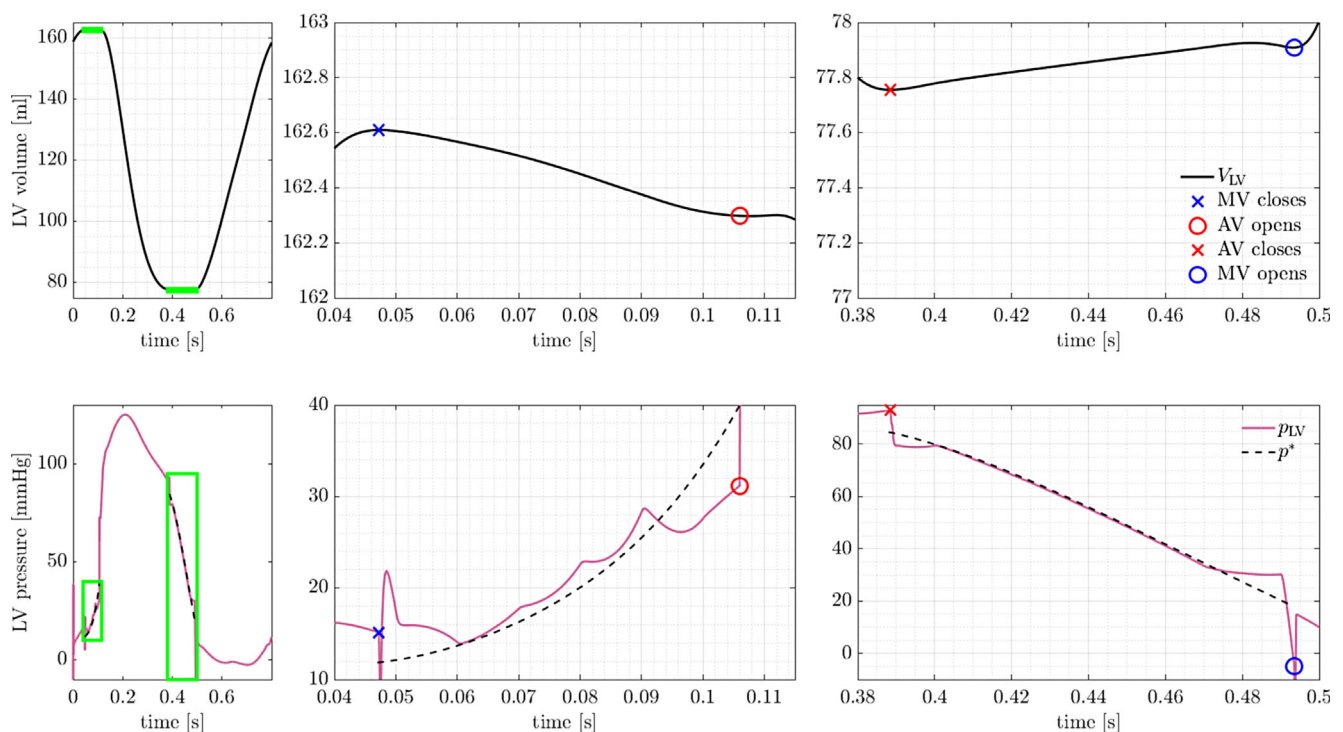 LV volume [ml]
160
140
120
100
80
0 0.2 0.4 0.6
time [s]
163
162.8
162.6
162.4
162.2
162
0.04 0.05 0.06 0.07 0.08 0.09 0.1 0.11
time [s]
78
77.8
77.6
77.4
77.2
77
0.38 0.4 0.42 0.44 0.46 0.48 0.5
time [s]
V_LV
MV closes
AV opens
AV closes
MV opens
LV pressure [mmHg]
100
50
0
0 0.2 0.4 0.6
time [s]
40
30
20
10
0.04 0.05 0.06 0.07 0.08 0.09 0.1 0.11
time [s]
80
60
40
20
0
0.38 0.4 0.42 0.44 0.46 0.48 0.5
time [s]
p_LV
p*